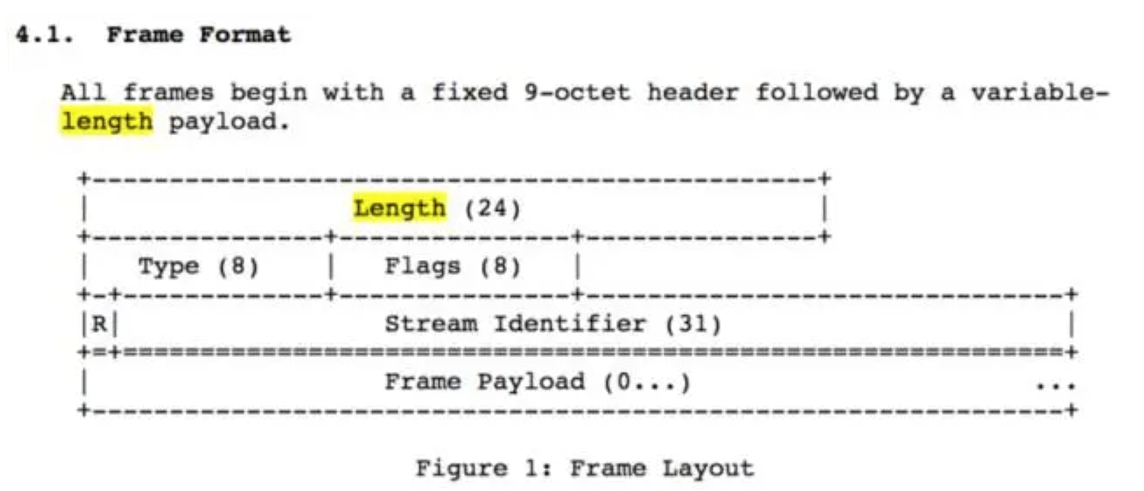 4.1. Frame Format
All frames begin with a fixed 9-octet header followed by a variable-
length payload.
+-----------------------------------------------+
|                 Length (24)                   |
+---------------+---------------+---------------+
|   Type (8)    |   Flags (8)   |
+-+-------------+---------------+-------------------------------+
|R|                 Stream Identifier (31)                      |
+=+=============================================================+
|                   Frame Payload (0...)                      ...
+---------------------------------------------------------------+
Figure 1: Frame Layout